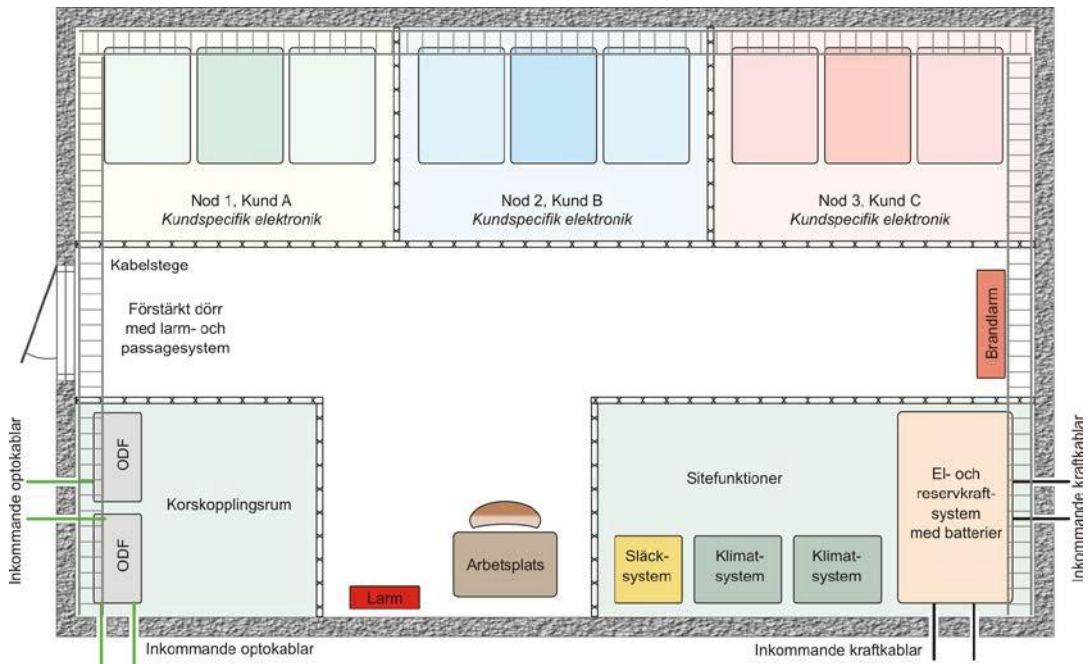 Nod 1, Kund A
Kundspecifik elektronik
Nod 2, Kund B
Kundspecifik elektronik
Nod 3, Kund C
Kundspecifik elektronik
Kabelstege
Förstärkt dörr
med larm- och
passagesystem
Brandlarm
Inkommande optokablar
ODF
ODF
Korskopplingsrum
Larm
Arbetsplats
Sitefunktioner
Släck-
system
Klimat-
system
Klimat-
system
El- och
reservkraft-
system
med batterier
Inkommande kraftkablar
Inkommande optokablar
Inkommande kraftkablar